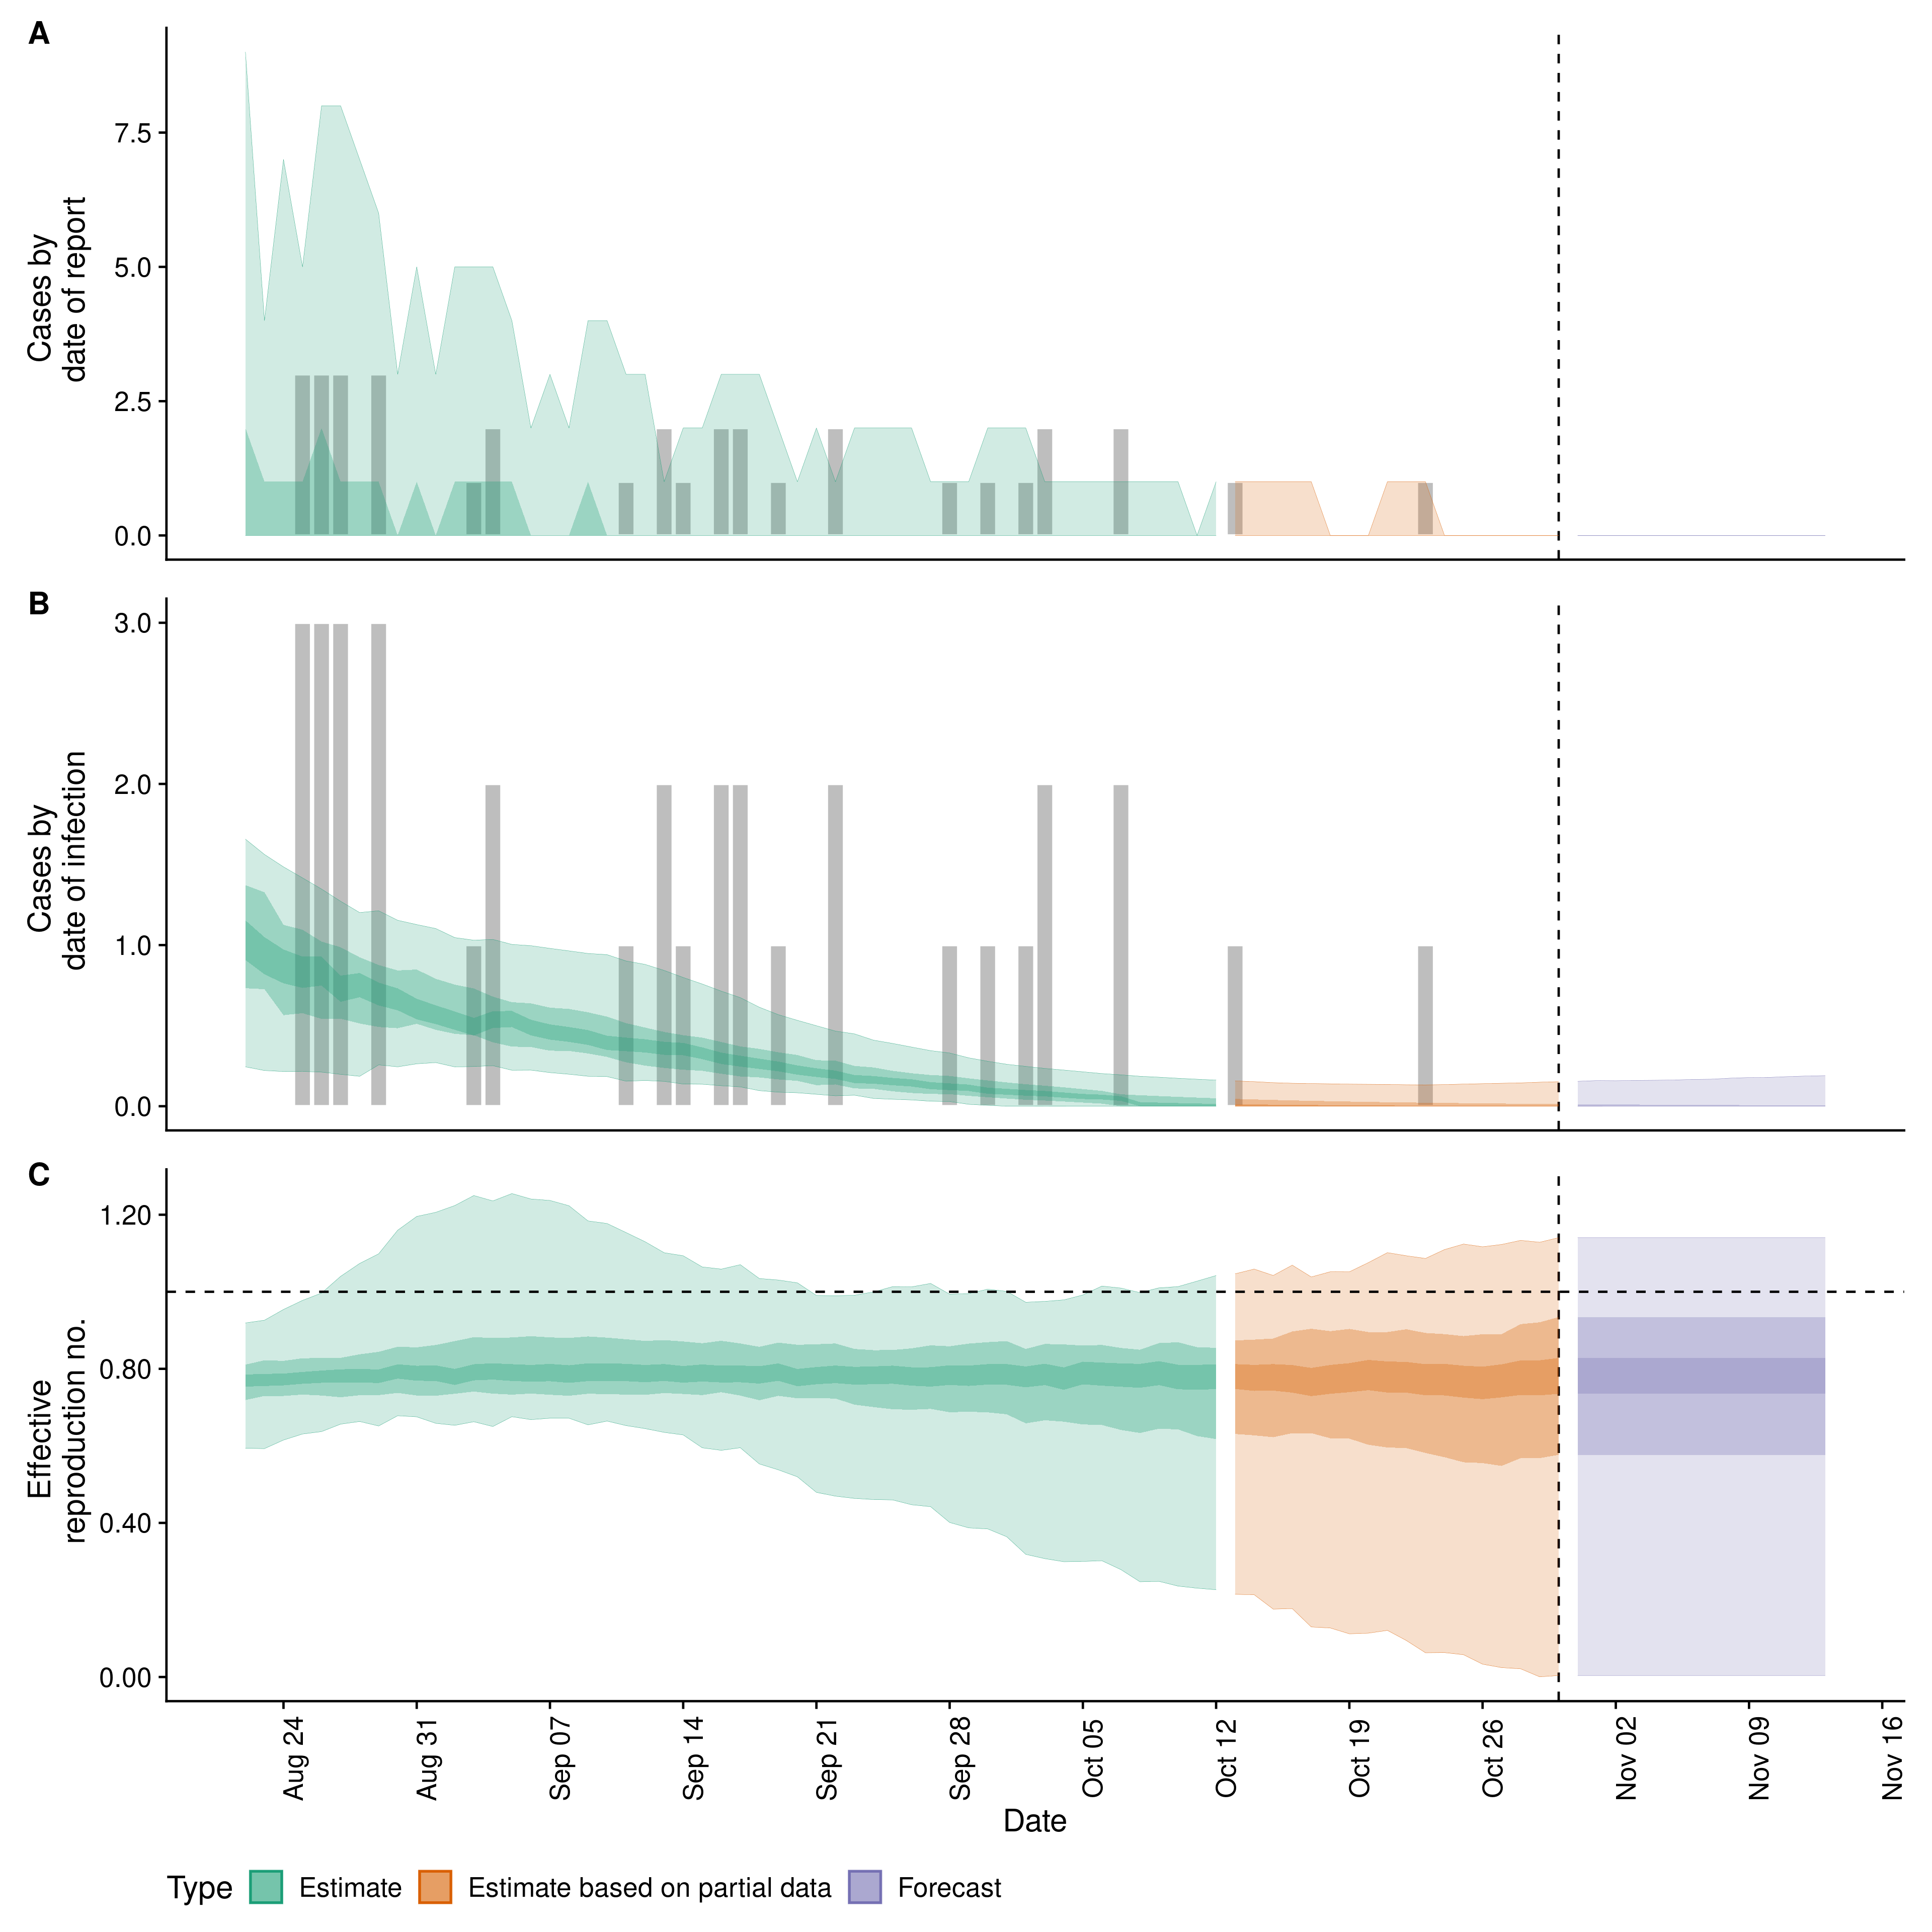 A
Cases by
date of report
7.5
5.0
2.5
0.0
B
Cases by
date of infection
3.0
2.0
1.0
0.0
C
Effective
reproduction no.
1.20
0.80
0.40
0.00
Aug 24
Aug 31
Sep 07
Sep 14
Sep 21
Sep 28
Oct 05
Oct 12
Oct 19
Oct 26
Nov 02
Nov 09
Nov 16
Date
Type Estimate Estimate based on partial data Forecast